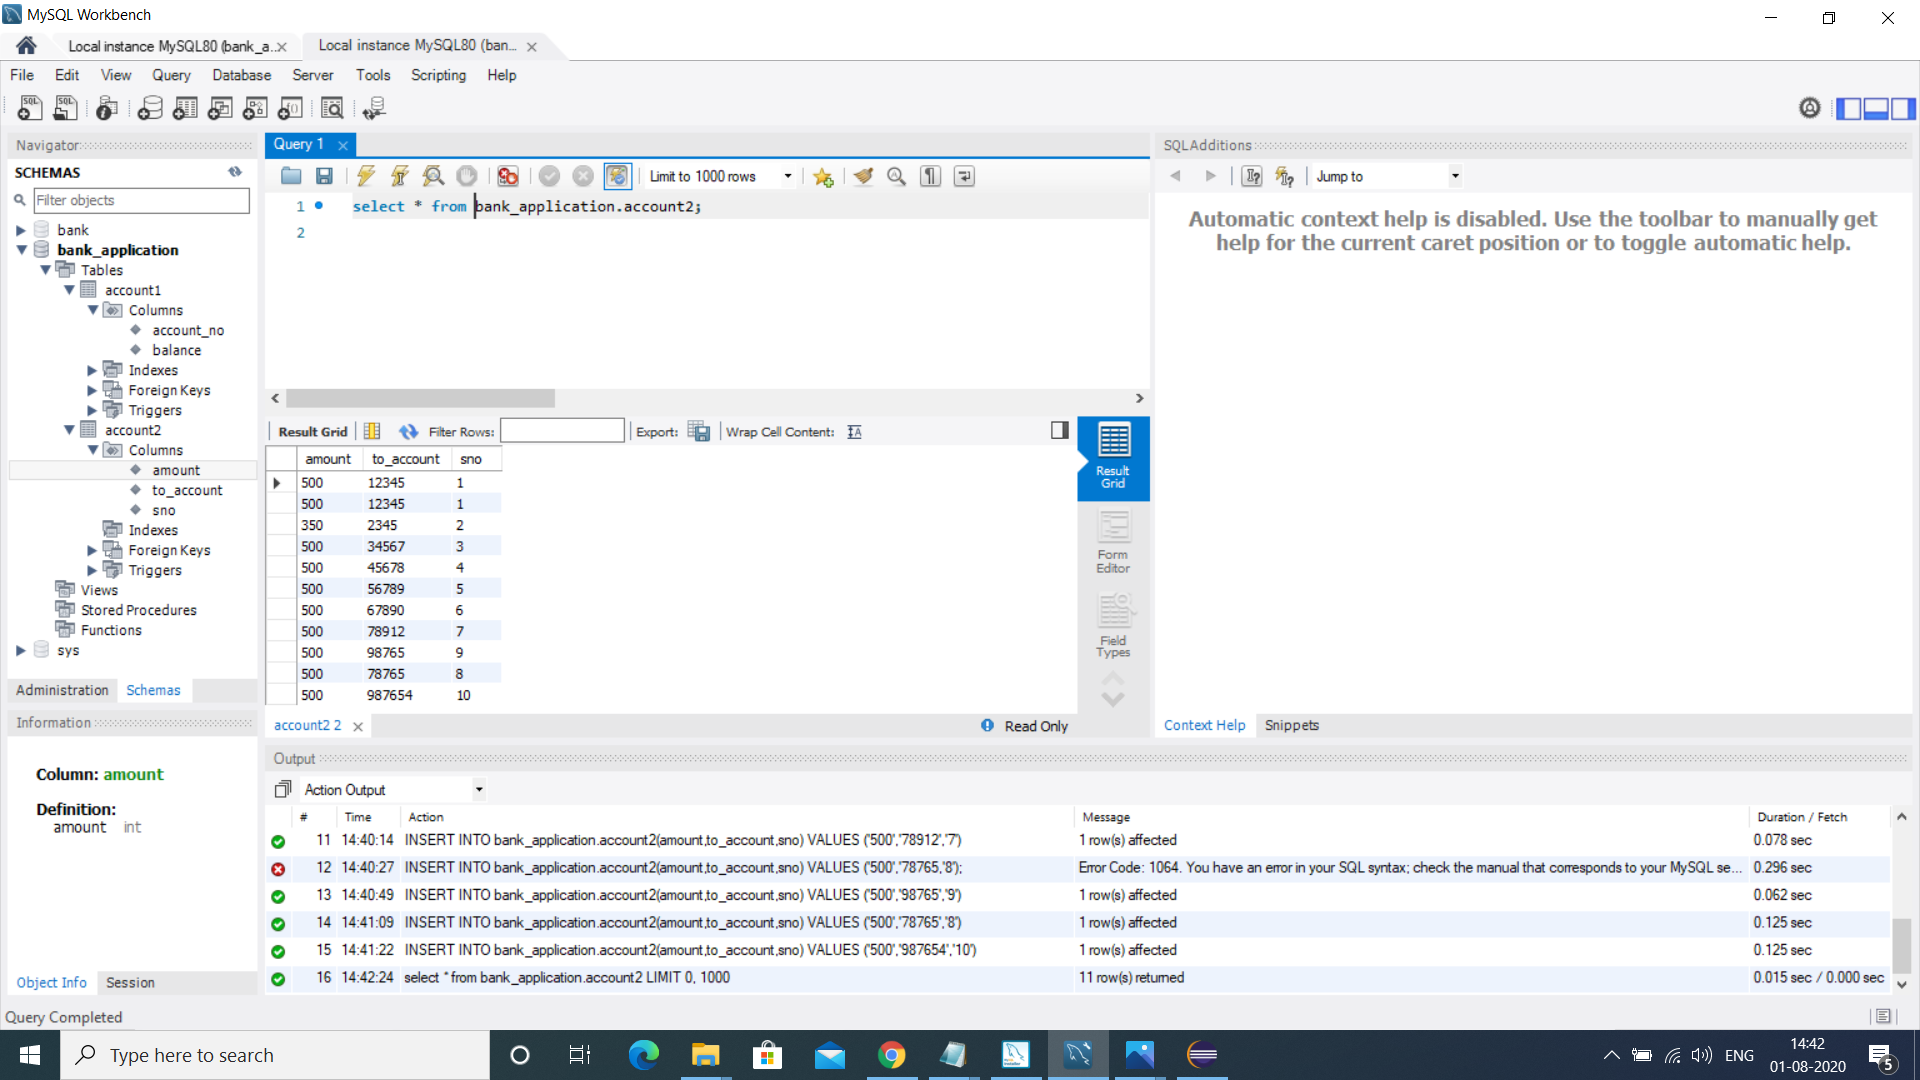 MySQL Workbench
Local instance MySQL80 (bank_a..
Local instance MySQL80 (ban...
File Edit View Query Database Server Tools Scripting Help
Navigator
SCHEMAS
Filter objects
bank
bank_application
Tables
account1
Columns
account_no
balance
Indexes
Foreign Keys
Triggers
account2
Columns
amount
to_account
sno
Indexes
Foreign Keys
Triggers
Views
Stored Procedures
Functions
sys
Administration Schemas
Information
Column: amount
Definition:
amount int
Object Info Session
Query Completed
Query 1
Limit to 1000 rows
1 select * from bank_application.account2;
2
Result Grid Filter Rows: Export: Wrap Cell Content:
amount to_account sno
500 12345 1
500 12345 1
350 2345 2
500 34567 3
500 45678 4
500 56789 5
500 67890 6
500 78912 7
500 98765 9
500 78765 8
500 987654 10
Result
Grid
Form
Editor
Field
Types
account2 2
Read Only
SQLAdditions
Jump to
Automatic context help is disabled. Use the toolbar to manually get
help for the current caret position or to toggle automatic help.
Context Help Snippets
Output
Action Output
# Time Action Message Duration / Fetch
11 14:40:14 INSERT INTO bank_application.account2(amount,to_account,sno) VALUES ('500','78912','7') 1 row(s) affected 0.078 sec
12 14:40:27 INSERT INTO bank_application.account2(amount,to_account,sno) VALUES ('500','78765,'8'); Error Code: 1064. You have an error in your SQL syntax; check the manual that corresponds to your MySQL se... 0.296 sec
13 14:40:49 INSERT INTO bank_application.account2(amount,to_account,sno) VALUES ('500','98765','9') 1 row(s) affected 0.062 sec
14 14:41:09 INSERT INTO bank_application.account2(amount,to_account,sno) VALUES ('500','78765','8') 1 row(s) affected 0.125 sec
15 14:41:22 INSERT INTO bank_application.account2(amount,to_account,sno) VALUES ('500','987654','10') 1 row(s) affected 0.125 sec
16 14:42:24 select * from bank_application.account2 LIMIT 0, 1000 11 row(s) returned 0.015 sec / 0.000 sec
Type here to search
ENG
14:42
01-08-2020
5